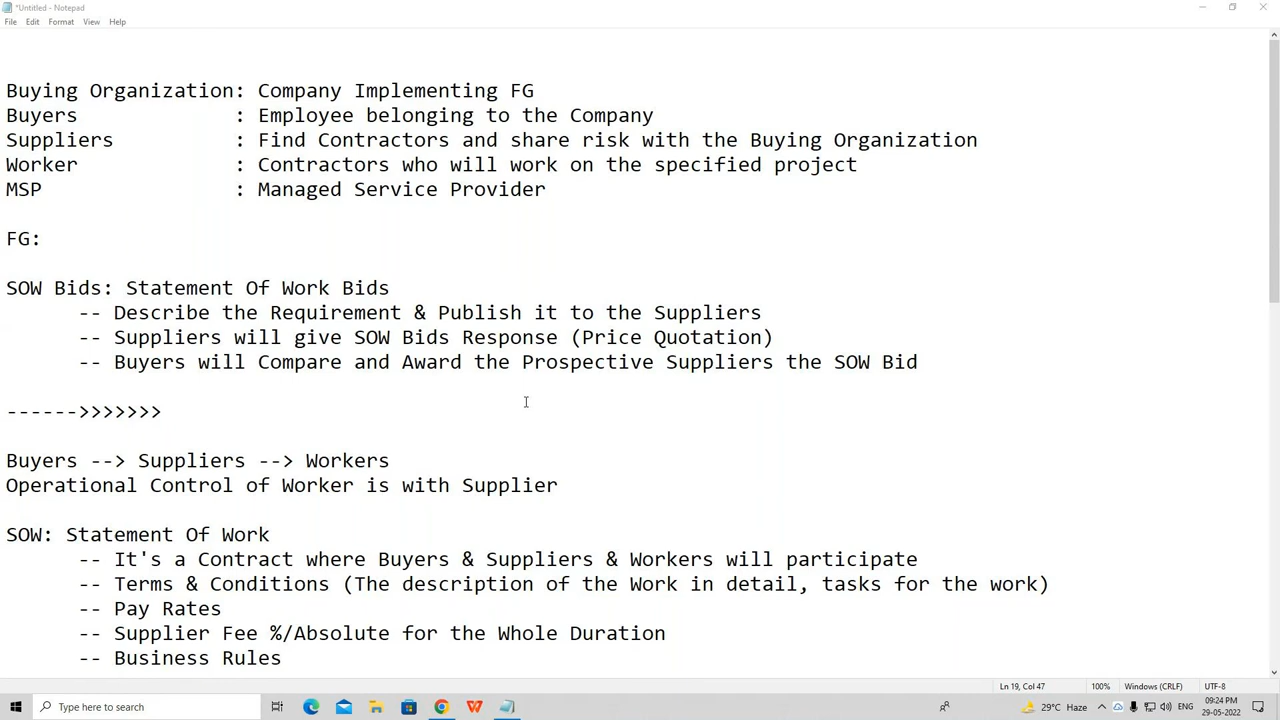 *Untitled - Notepad
File Edit Format View Help
Buying Organization: Company Implementing FG
Buyers : Employee belonging to the Company
Suppliers : Find Contractors and share risk with the Buying Organization
Worker : Contractors who will work on the specified project
MSP : Managed Service Provider
FG:
SOW Bids: Statement Of Work Bids
-- Describe the Requirement & Publish it to the Suppliers
-- Suppliers will give SOW Bids Response (Price Quotation)
-- Buyers will Compare and Award the Prospective Suppliers the SOW Bid
------>>>>>>>
Buyers --> Suppliers --> Workers
Operational Control of Worker is with Supplier
SOW: Statement Of Work
-- It's a Contract where Buyers & Suppliers & Workers will participate
-- Terms & Conditions (The description of the Work in detail, tasks for the work)
-- Pay Rates
-- Supplier Fee %/Absolute for the Whole Duration
-- Business Rules
Ln 19, Col 47 100% Windows (CRLF) UTF-8
Type here to search 29°C Haze 09:24 PM
29-05-2022